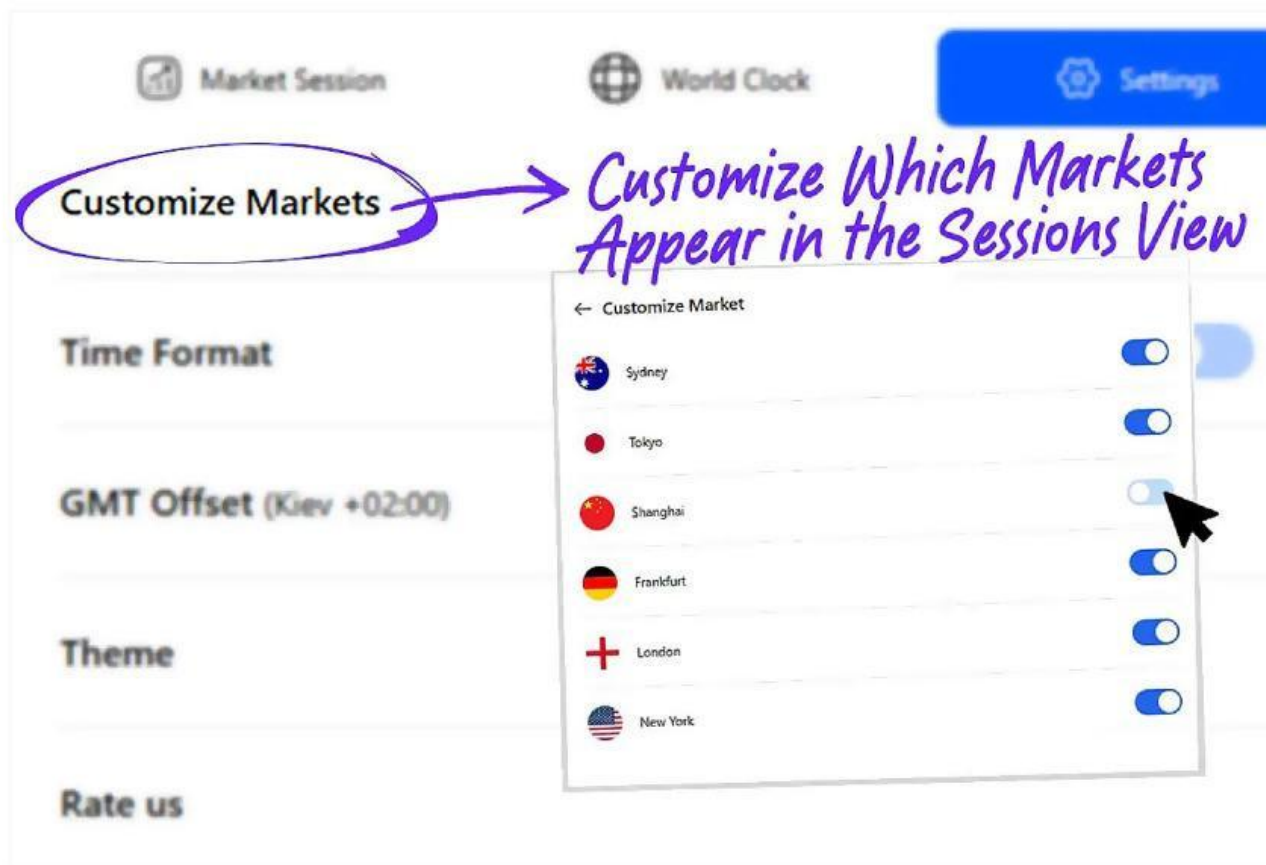 Market Session
World Clock
Settings
Customize Markets
Customize Which Markets
Appear in the Sessions View
← Customize Market
Sydney
Tokyo
Shanghai
Frankfurt
London
New York
Time Format
GMT Offset (Kiev +02:00)
Theme
Rate us